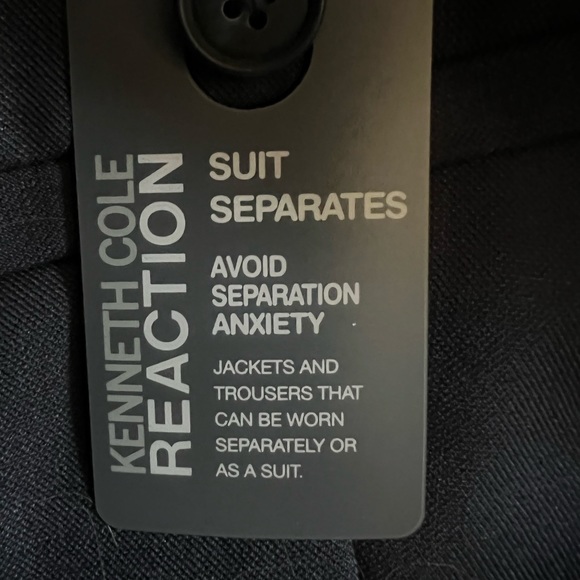 KENNETH COLE
REACTION
SUIT
SEPARATES
AVOID
SEPARATION
ANXIETY
JACKETS AND
TROUSERS THAT
CAN BE WORN
SEPARATELY OR
AS A SUIT.